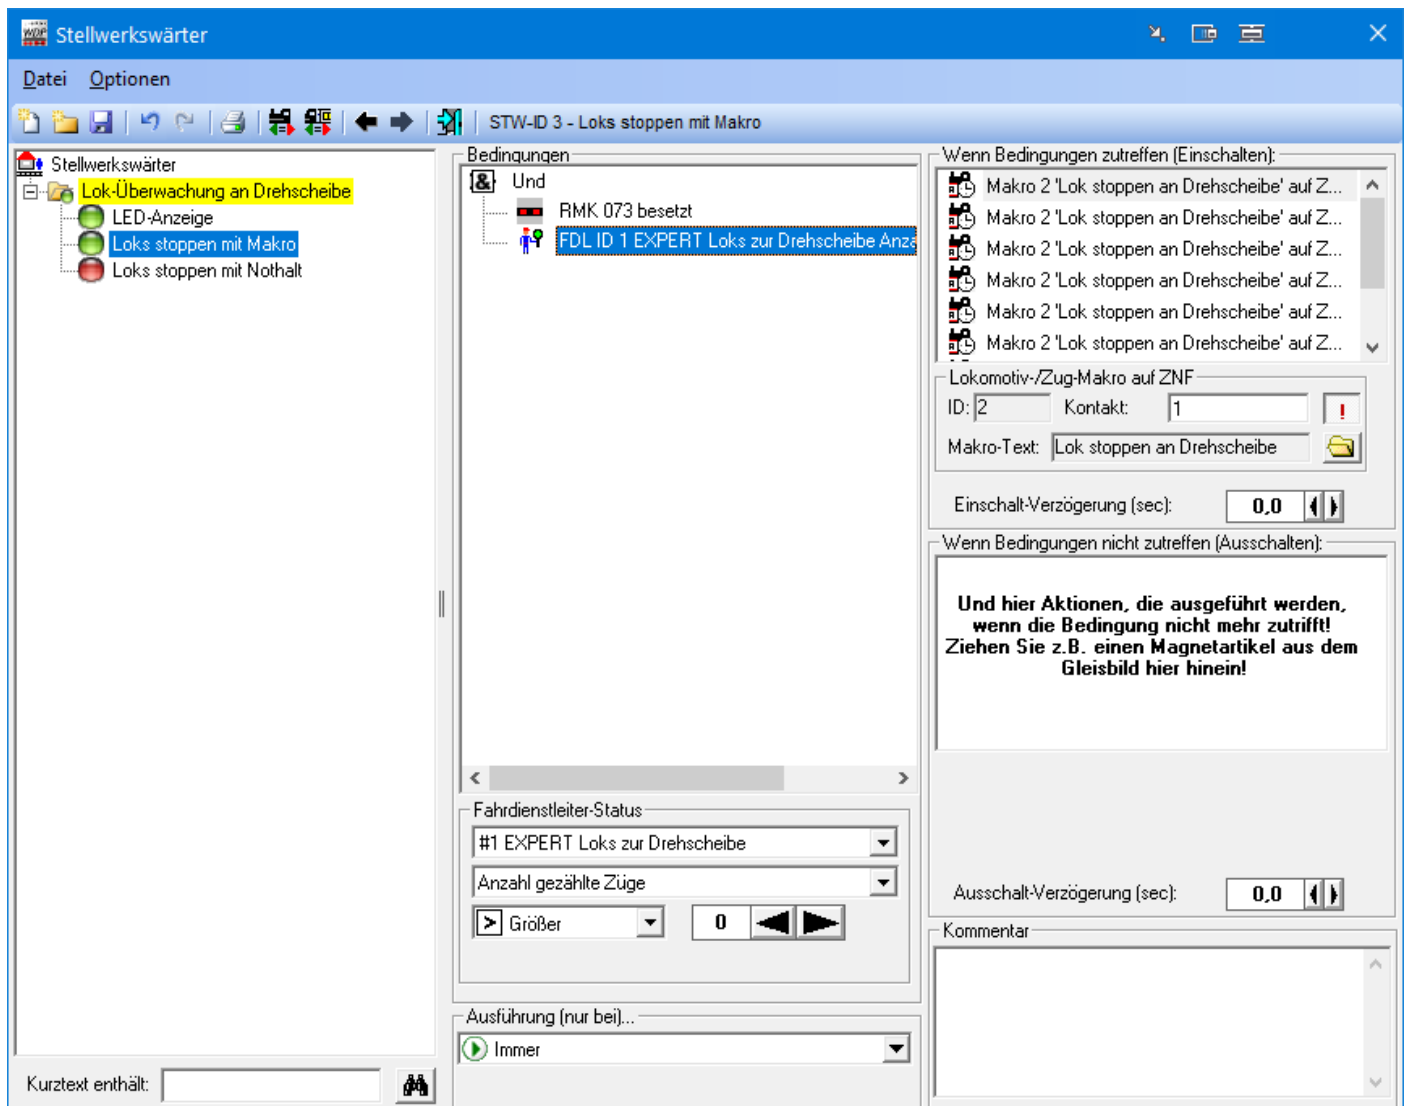 WDP Stellwerkswärter
Datei Optionen
STW-ID 3 - Loks stoppen mit Makro
Stellwerkswärter
Lok-Überwachung an Drehscheibe
LED-Anzeige
Loks stoppen mit Makro
Loks stoppen mit Nothalt
Kurztext enthält:
Bedingungen
& Und
RMK 073 besetzt
FDL ID 1 EXPERT Loks zur Drehscheibe Anza
Fahrdienstleiter-Status
#1 EXPERT Loks zur Drehscheibe
Anzahl gezählte Züge
> Größer 0
Ausführung (nur bei)...
Immer
Wenn Bedingungen zutreffen (Einschalten):
Makro 2 'Lok stoppen an Drehscheibe' auf Z...
Makro 2 'Lok stoppen an Drehscheibe' auf Z...
Makro 2 'Lok stoppen an Drehscheibe' auf Z...
Makro 2 'Lok stoppen an Drehscheibe' auf Z...
Makro 2 'Lok stoppen an Drehscheibe' auf Z...
Makro 2 'Lok stoppen an Drehscheibe' auf Z...
Lokomotiv-/Zug-Makro auf ZNF
ID: 2 Kontakt: 1 !
Makro-Text: Lok stoppen an Drehscheibe
Einschalt-Verzögerung (sec): 0,0
Wenn Bedingungen nicht zutreffen (Ausschalten):
Und hier Aktionen, die ausgeführt werden,
wenn die Bedingung nicht mehr zutrifft!
Ziehen Sie z.B. einen Magnetartikel aus dem
Gleisbild hier hinein!
Ausschalt-Verzögerung (sec): 0,0
Kommentar